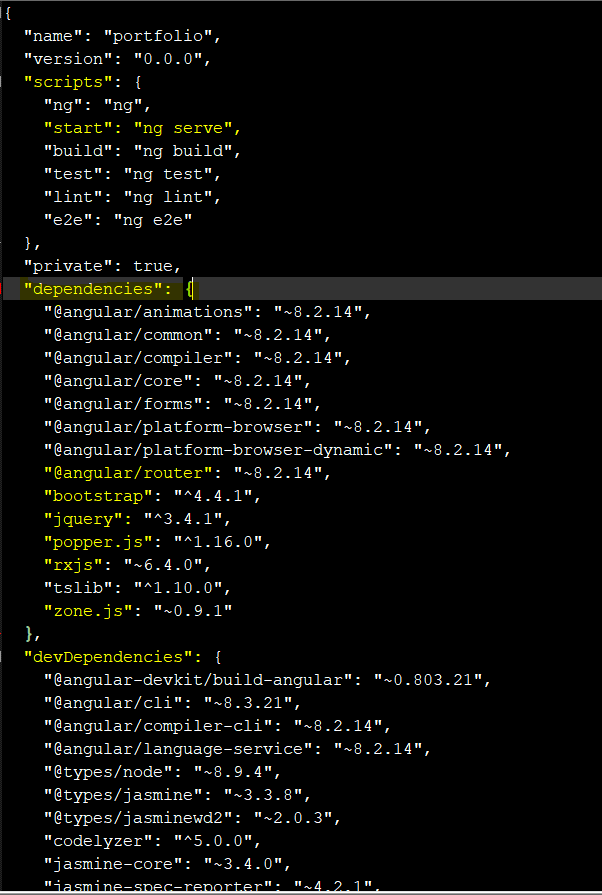 {
"name": "portfolio",
"version": "0.0.0",
"scripts": {
"ng": "ng",
"start": "ng serve",
"build": "ng build",
"test": "ng test",
"lint": "ng lint",
"e2e": "ng e2e"
},
"private": true,
"dependencies": {
"@angular/animations": "~8.2.14",
"@angular/common": "~8.2.14",
"@angular/compiler": "~8.2.14",
"@angular/core": "~8.2.14",
"@angular/forms": "~8.2.14",
"@angular/platform-browser": "~8.2.14",
"@angular/platform-browser-dynamic": "~8.2.14",
"@angular/router": "~8.2.14",
"bootstrap": "^4.4.1",
"jquery": "^3.4.1",
"popper.js": "^1.16.0",
"rxjs": "~6.4.0",
"tslib": "^1.10.0",
"zone.js": "~0.9.1"
},
"devDependencies": {
"@angular-devkit/build-angular": "~0.803.21",
"@angular/cli": "~8.3.21",
"@angular/compiler-cli": "~8.2.14",
"@angular/language-service": "~8.2.14",
"@types/node": "~8.9.4",
"@types/jasmine": "~3.3.8",
"@types/jasminewd2": "~2.0.3",
"codelyzer": "^5.0.0",
"jasmine-core": "~3.4.0",
"jasmine-spec-reporter": "~4.2.1",